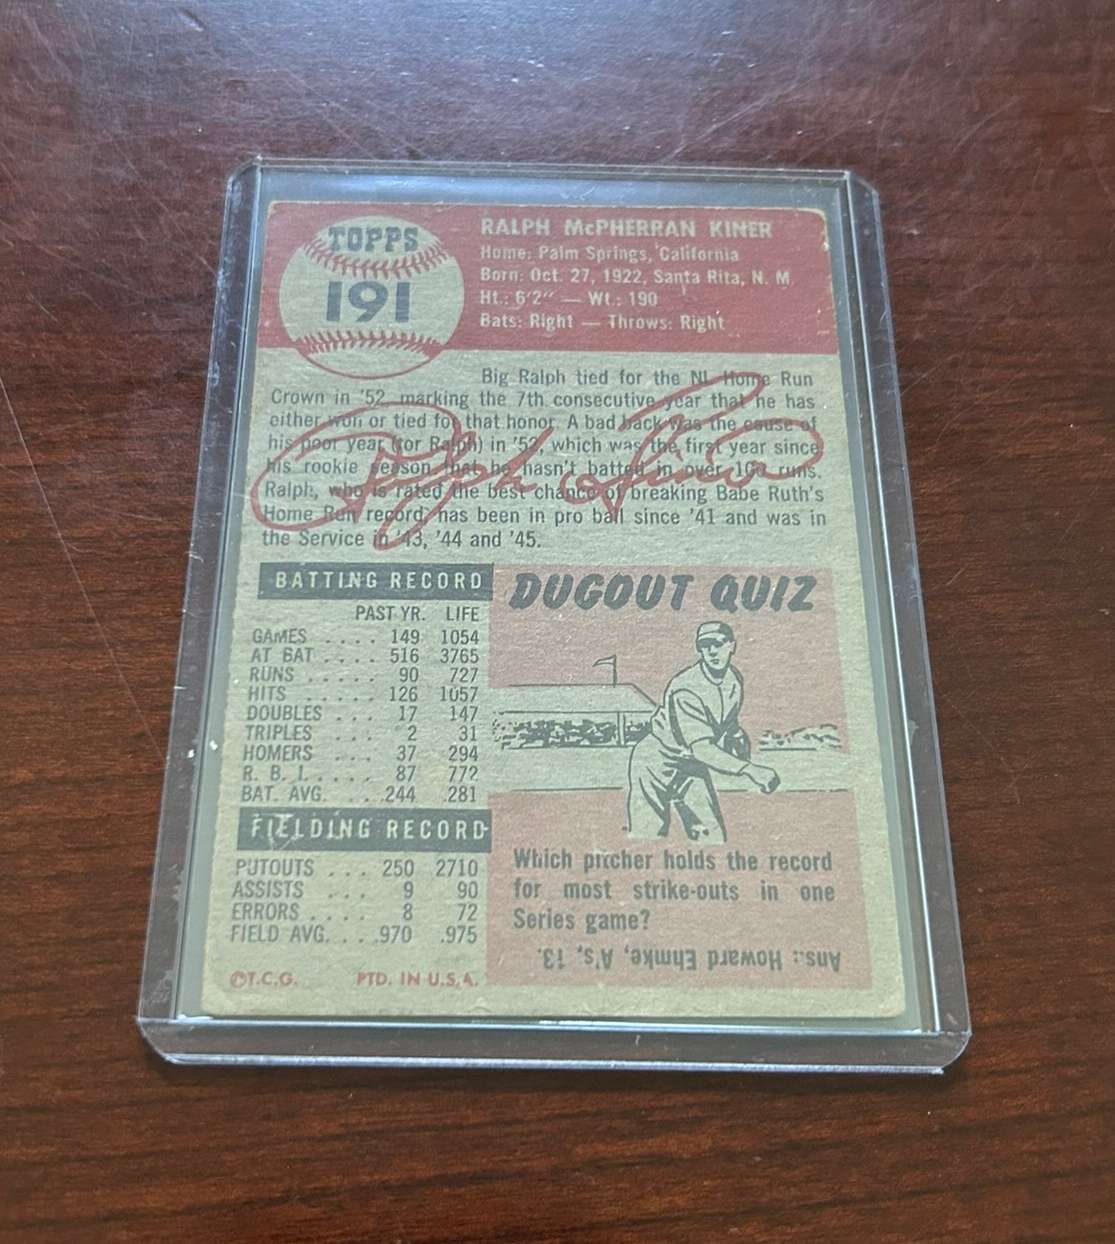 TOPPS
191
RALPH McPHERRAN KINER
Home: Palm Springs, California
Born: Oct. 27, 1922, Santa Rita, N. M.
Ht.: 6'2" — Wt.: 190
Bats: Right — Throws: Right
Big Ralph tied for the NL Home Run
Crown in '52, marking the 7th consecutive year that he has
either won or tied for that honor. A bad back was the cause of
his poor year (for Ralph) in '52, which was the first year since
his rookie season that he hasn't batted in over 100 runs.
Ralph, who is rated the best chance of breaking Babe Ruth's
Home Run record, has been in pro ball since '41 and was in
the Service in '43, '44 and '45.
Ralph Kiner
BATTING RECORD
PAST YR. LIFE
GAMES .... 149 1054
AT BAT .... 516 3765
RUNS ..... 90 727
HITS ..... 126 1057
DOUBLES ... 17 147
TRIPLES ... 2 31
HOMERS ... 37 294
R. B. I. .... 87 772
BAT. AVG. ...244 .281
FIELDING RECORD
PUTOUTS ... 250 2710
ASSISTS ... 9 90
ERRORS .... 8 72
FIELD AVG. ...970 .975
©T.C.G. PTD. IN U.S.A.
DUGOUT QUIZ
Which pitcher holds the record
for most strike-outs in one
Series game?
Ans.: Howard Ehmke, A's, 13.